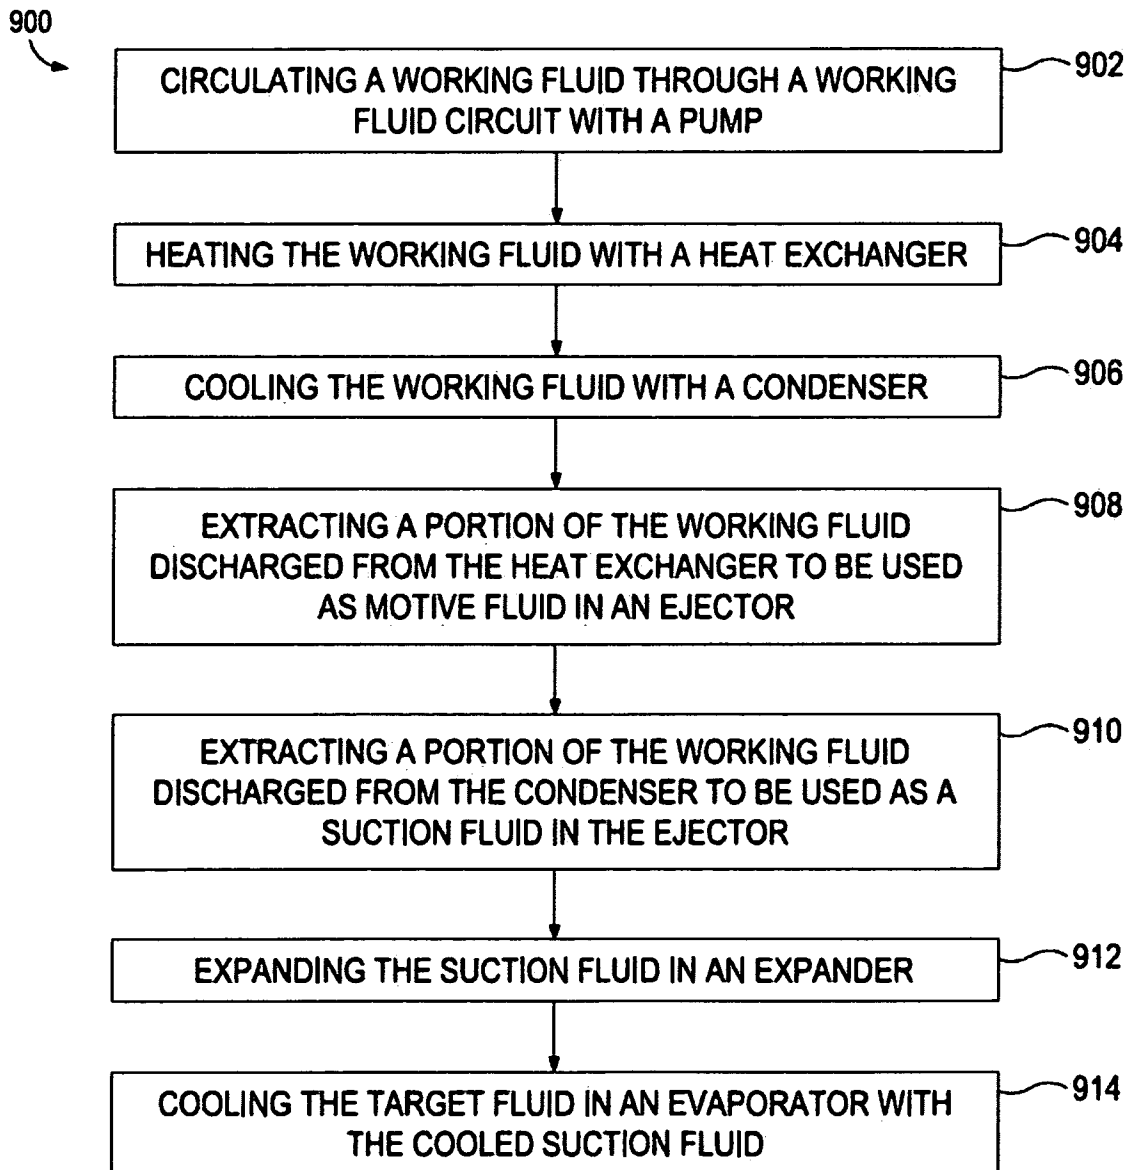 900
CIRCULATING A WORKING FLUID THROUGH A WORKING
FLUID CIRCUIT WITH A PUMP
902
HEATING THE WORKING FLUID WITH A HEAT EXCHANGER
904
COOLING THE WORKING FLUID WITH A CONDENSER
906
EXTRACTING A PORTION OF THE WORKING FLUID
DISCHARGED FROM THE HEAT EXCHANGER TO BE USED
AS MOTIVE FLUID IN AN EJECTOR
908
EXTRACTING A PORTION OF THE WORKING FLUID
DISCHARGED FROM THE CONDENSER TO BE USED AS A
SUCTION FLUID IN THE EJECTOR
910
EXPANDING THE SUCTION FLUID IN AN EXPANDER
912
COOLING THE TARGET FLUID IN AN EVAPORATOR WITH
THE COOLED SUCTION FLUID
914